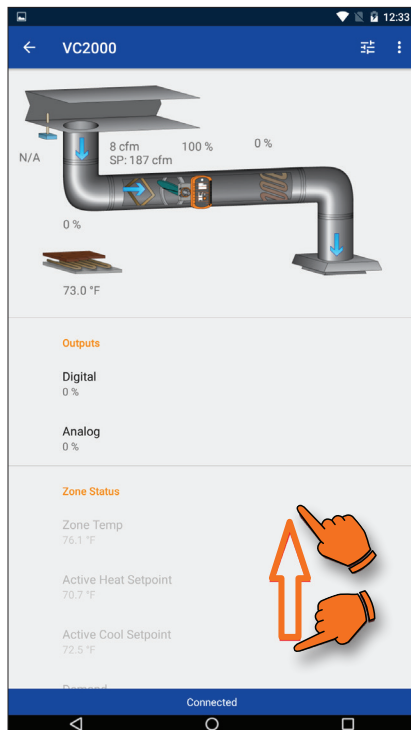 12:33
VC2000
N/A
8 cfm 100 % 0 %
SP: 187 cfm
0 %
73.0 °F
Outputs
Digital
0 %
Analog
0 %
Zone Status
Zone Temp
76.1 °F
Active Heat Setpoint
70.7 °F
Active Cool Setpoint
72.5 °F
Demand
Connected